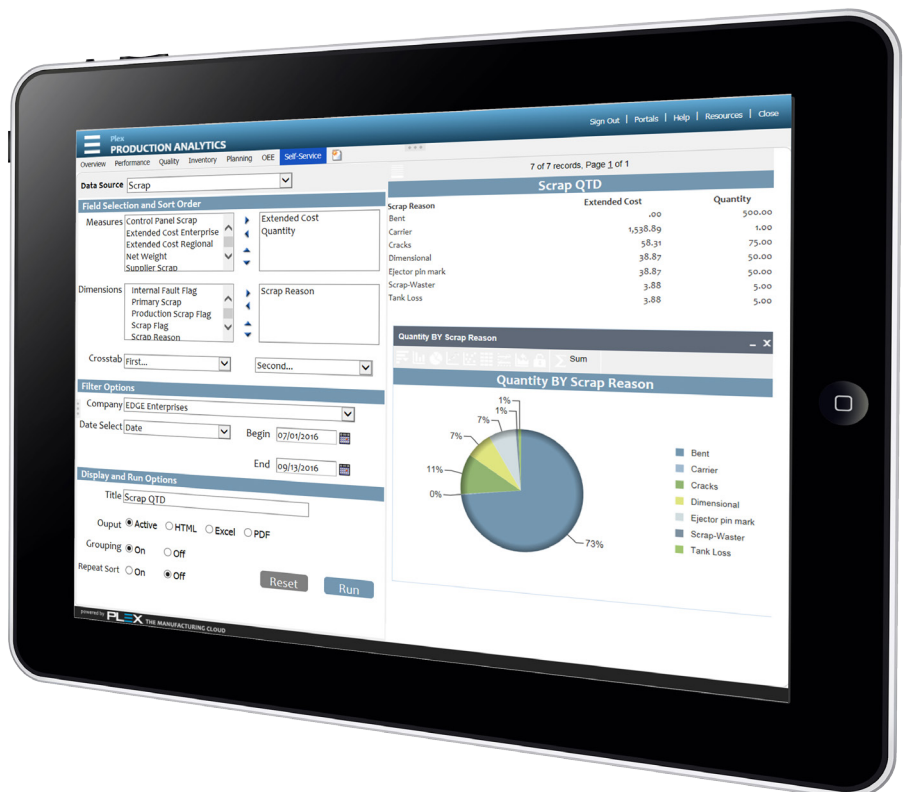 Sign Out | Portals | Help | Resources | Close
Plex
PRODUCTION ANALYTICS
Overview Performance Quality Inventory Planning OEE Self-Service
Data Source Scrap
Field Selection and Sort Order
Measures
Control Panel Scrap
Extended Cost Enterprise
Extended Cost Regional
Net Weight
Supplier Scrap
Extended Cost
Quantity
Dimensions
Internal Fault Flag
Primary Scrap
Production Scrap Flag
Scrap Flag
Scrap Reason
Scrap Reason
Crosstab First... Second...
Filter Options
Company EDGE Enterprises
Date Select Date Begin 07/01/2016
End 09/13/2016
Display and Run Options
Title Scrap QTD
Ouput Active HTML Excel PDF
Grouping On Off
Repeat Sort On Off
Reset Run
powered by PLEX THE MANUFACTURING CLOUD
7 of 7 records, Page 1 of 1
Scrap QTD
Scrap Reason Extended Cost Quantity
Bent .00 500.00
Carrier 1,538.89 1.00
Cracks 58.31 75.00
Dimensional 38.87 50.00
Ejector pin mark 38.87 50.00
Scrap-Waster 3.88 5.00
Tank Loss 3.88 5.00
Quantity BY Scrap Reason
Sum
Quantity BY Scrap Reason
1%
1%
7%
7%
11%
0%
73%
Bent
Carrier
Cracks
Dimensional
Ejector pin mark
Scrap-Waster
Tank Loss